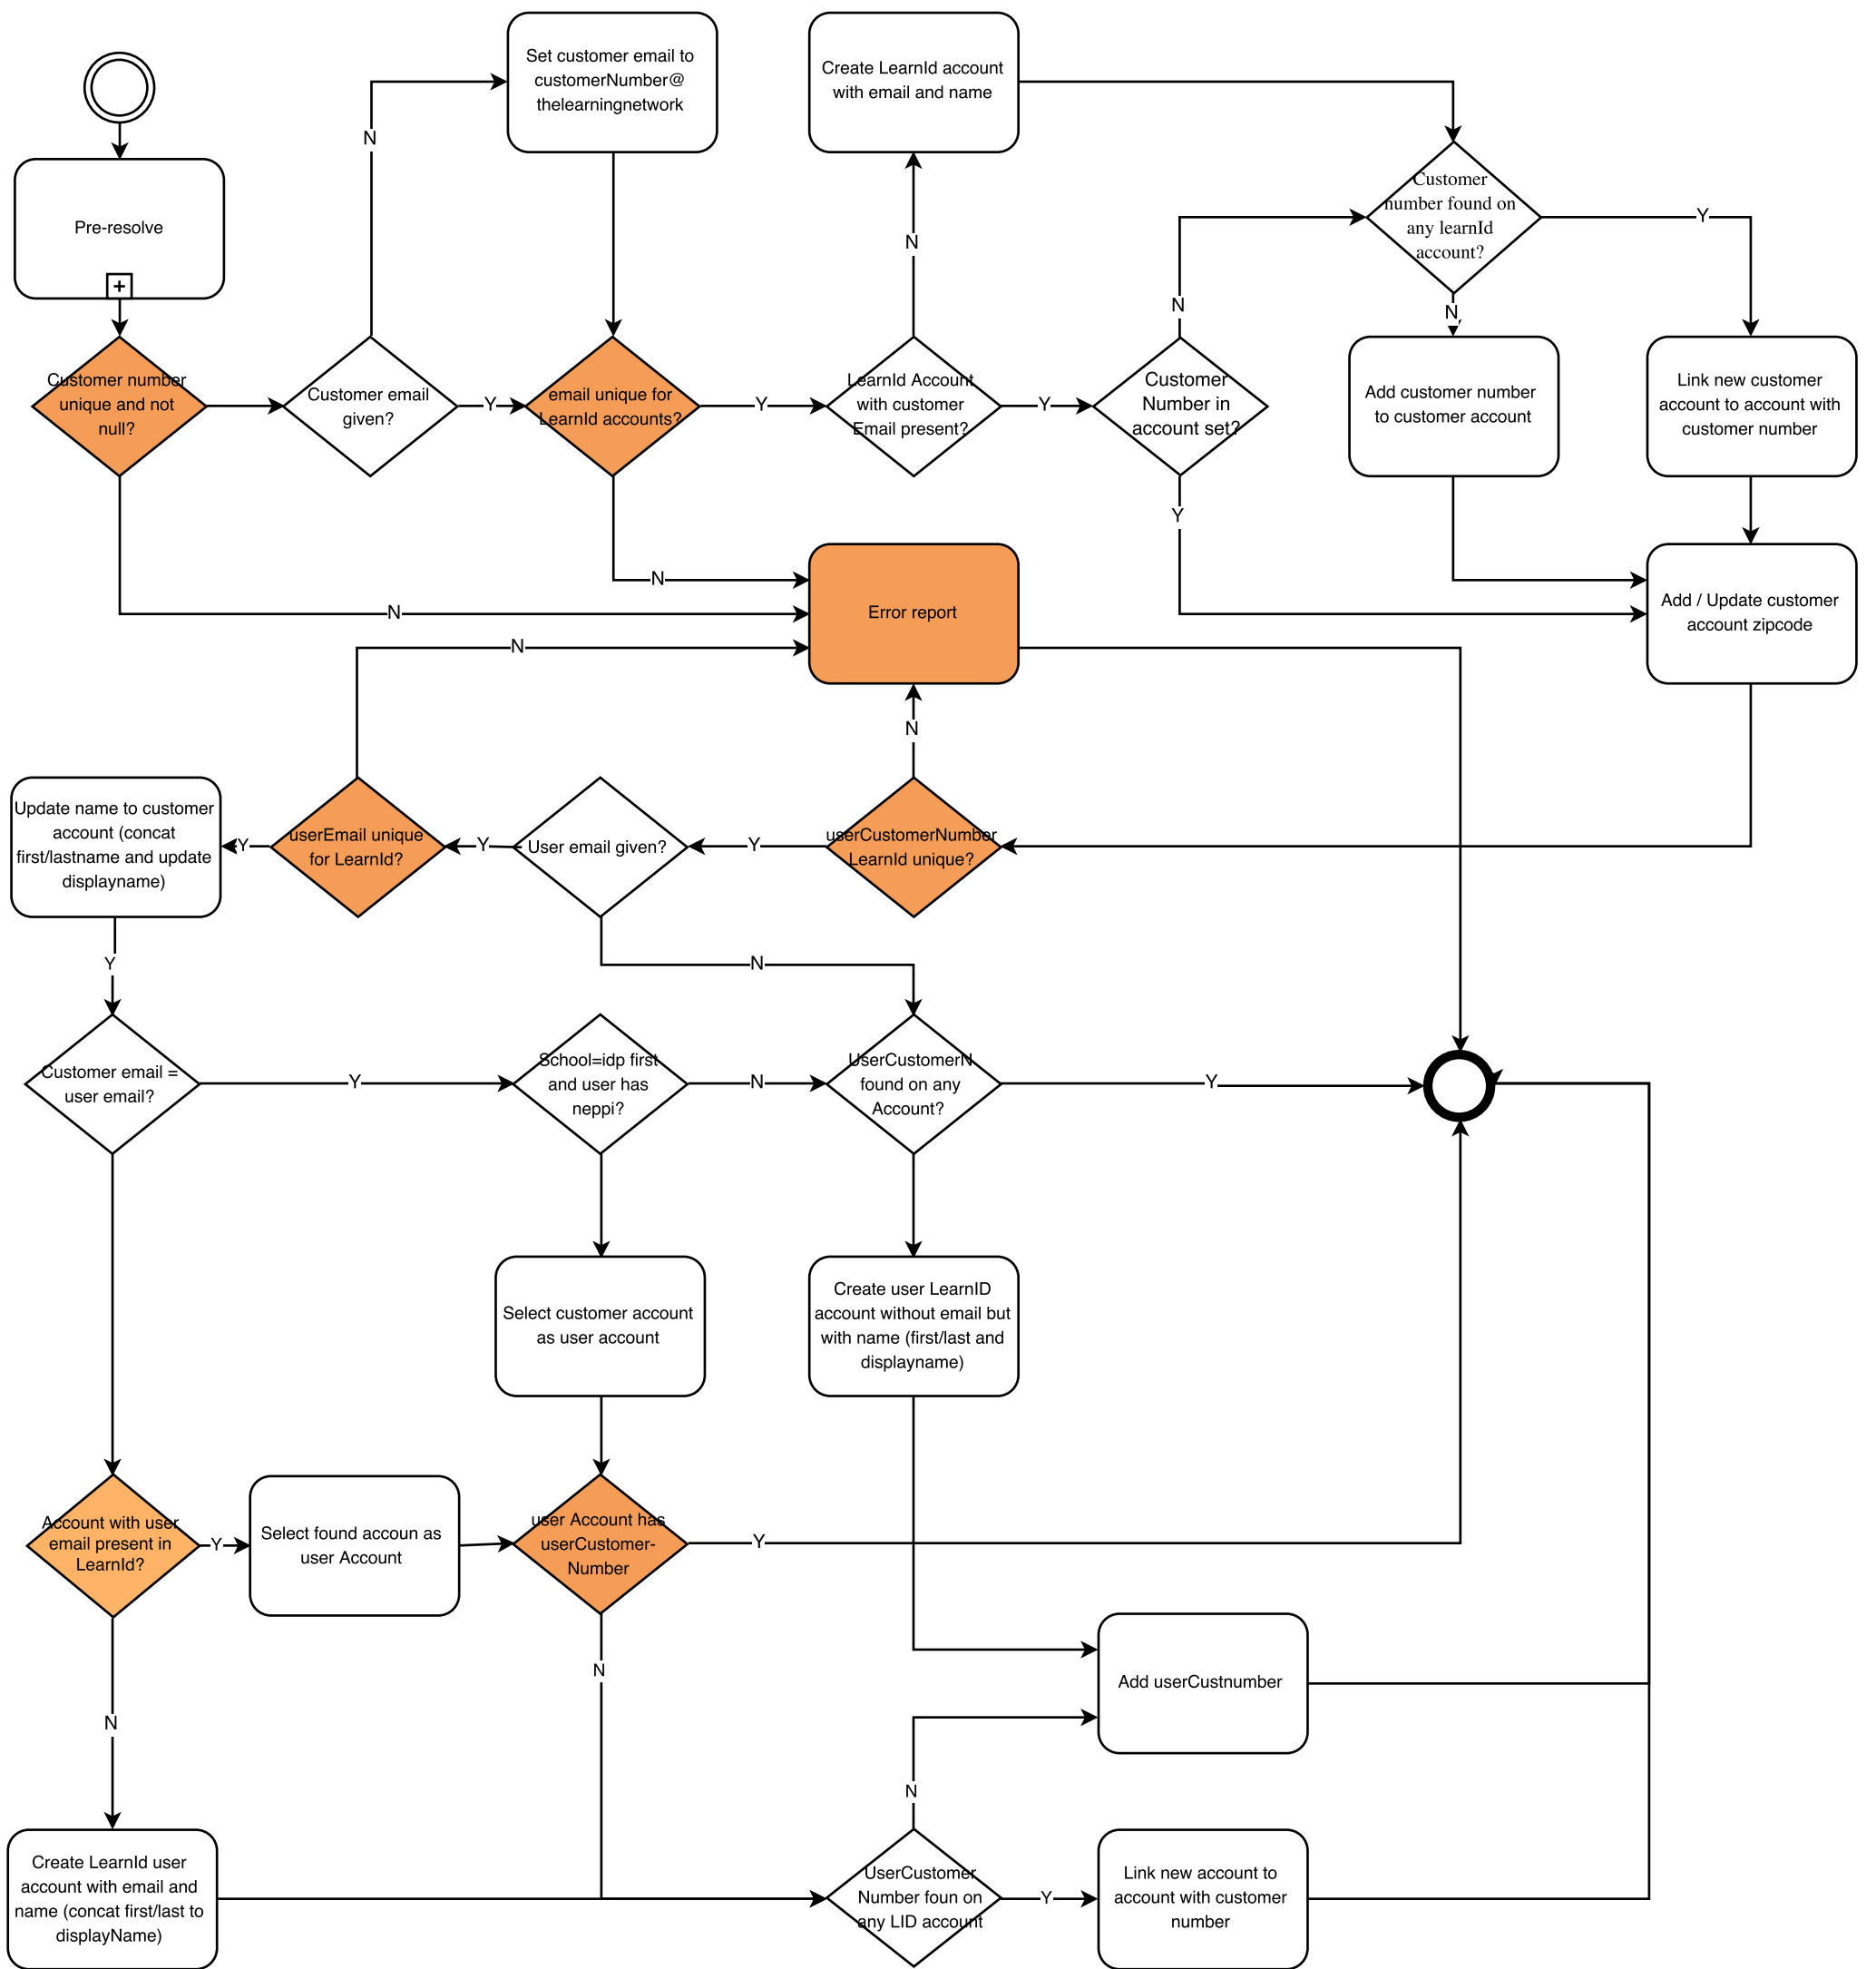 Set customer email to
customerNumber@
thelearningnetwork
Create LearnId account
with email and name
N
Customer
number found on
any learnId
account?
Y
Pre-resolve
+
N
N
N
Customer number
unique and not
null?
Customer email
given?
Y
email unique for
LearnId accounts?
Y
LearnId Account
with customer
Email present?
Y
Customer
Number in
account set?
Add customer number
to customer account
Link new customer
account to account with
customer number
Y
N
N
Error report
Add / Update customer
account zipcode
N
N
Update name to customer
account (concat
first/lastname and update
displayname)
Y
userEmail unique
for LearnId?
Y
User email given?
Y
userCustomerNumber
LearnId unique?
Y
N
Customer email =
user email?
Y
School=idp first
and user has
neppi?
N
UserCustomerN
found on any
Account?
Y
Select customer account
as user account
Create user LearnID
account without email but
with name (first/last and
displayname)
Account with user
email present in
LearnId?
Y
Select found accoun as
user Account
user Account has
userCustomer-
Number
Y
N
Add userCustnumber
N
N
Create LearnId user
account with email and
name (concat first/last to
displayName)
UserCustomer
Number foun on
any LID account
Y
Link new account to
account with customer
number